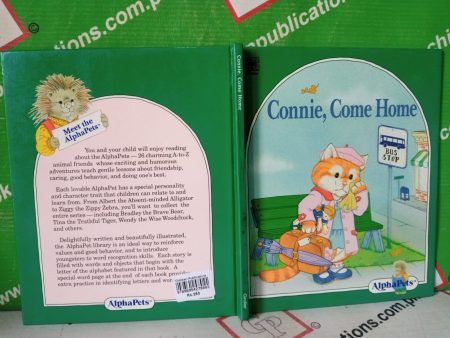 publications.com.p
Meet the
AlphaPets
You and your child will enjoy reading
about the AlphaPets — 26 charming A-to-Z
animal friends whose exciting and humorous
adventures teach gentle lessons about friendship,
caring, good behavior, and doing one's best.
Each lovable AlphaPet has a special personality
and character trait that children can relate to and
learn from. From Albert the Absent-minded Alligator
to Ziggy the Zippy Zebra, you'll want to collect the
entire series — including Bradley the Brave Bear,
Tina the Truthful Tiger, Wendy the Wise Woodchuck,
and others.
Delightfully written and beautifully illustrated,
the AlphaPet library is an ideal way to reinforce
values and good behavior, and to introduce
youngsters to word recognition skills. Each story is
filled with words and objects that begin with the
letter of the alphabet featured in that book. A
special word page at the end of each book provid
extra practice in identifying letters and wor
AlphaPets™
Connie, Come Home
Connie, Come Home
BUS
STOP
AlphaPets™